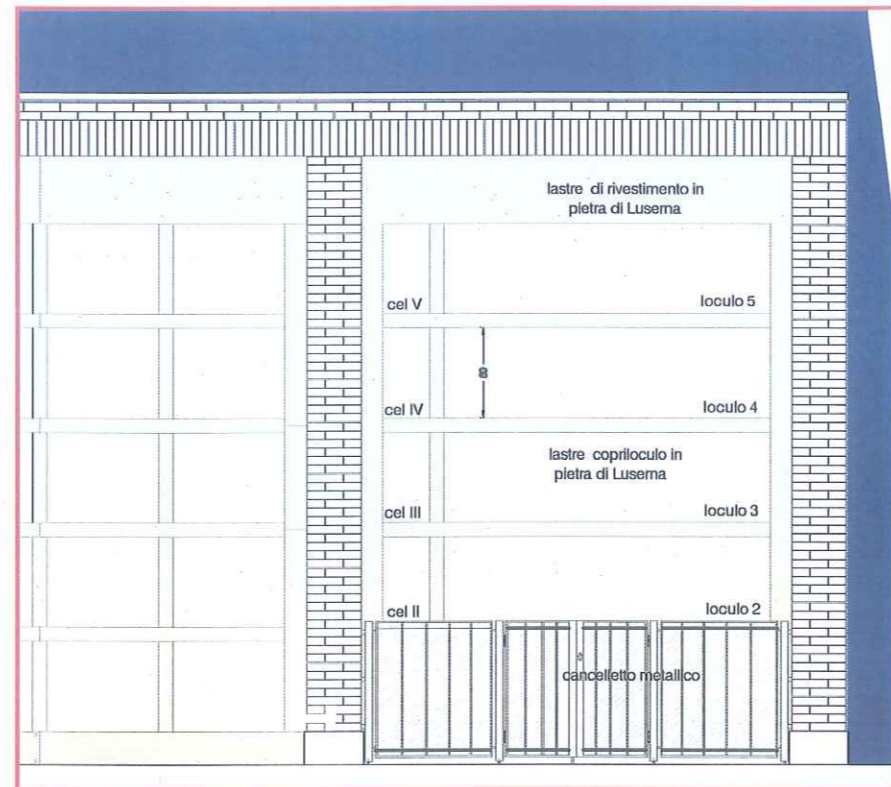 lastre di rivestimento in
pietra di Luserna
cel V
loculo 5
80
cel IV
loculo 4
lastre copriloculo in
pietra di Luserna
cel III
loculo 3
cel II
loculo 2
cancelletto metallico